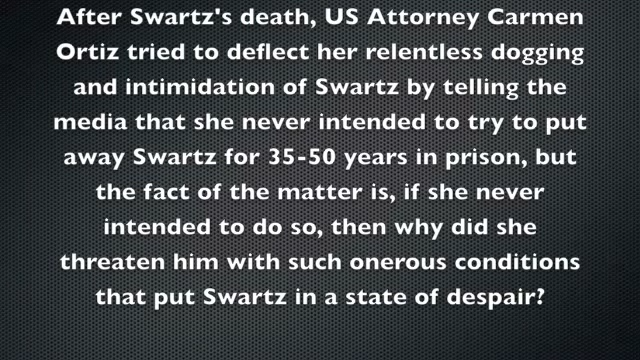 After Swartz's death, US Attorney Carmen
Ortiz tried to deflect her relentless dogging
and intimidation of Swartz by telling the
media that she never intended to try to put
away Swartz for 35-50 years in prison, but
the fact of the matter is, if she never
intended to do so, then why did she
threaten him with such onerous conditions
that put Swartz in a state of despair?